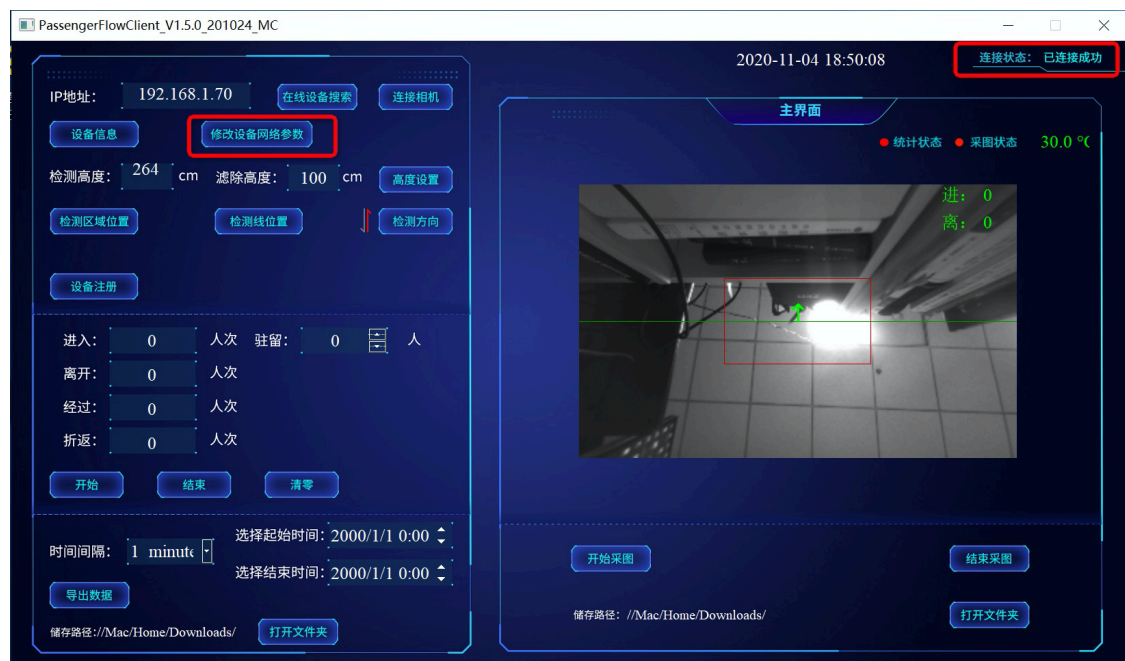 PassengerFlowClient_V1.5.0_201024_MC
2020-11-04 18:50:08
连接状态： 已连接成功
IP地址： 192.168.1.70 在线设备搜索 连接相机
设备信息 修改设备网络参数
检测高度： 264 cm 滤除高度： 100 cm 高度设置
检测区域位置 检测线位置 检测方向
设备注册
进入： 0 人次 驻留： 0 人
离开： 0 人次
经过： 0 人次
折返： 0 人次
开始 结束 清零
时间间隔： 1 minute
选择起始时间：2000/1/1 0:00
选择结束时间：2000/1/1 0:00
导出数据
储存路径://Mac/Home/Downloads/ 打开文件夹
主界面
统计状态 采图状态 30.0 °C
进： 0
离： 0
开始采图 结束采图
储存路径：//Mac/Home/Downloads/ 打开文件夹